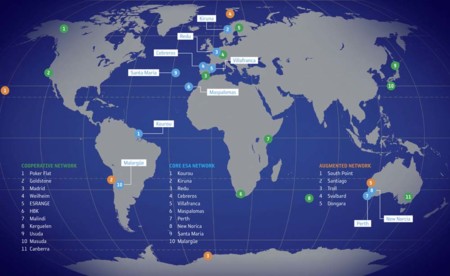 Kiruna
Redu
Cebreros
Villafranca
Santa Maria
Maspalomas
Kourou
Malargüe
New Norcia
Perth
COOPERATIVE NETWORK
1 Poker Flat
2 Goldstone
3 Madrid
4 Weilheim
5 ESRANGE
6 HBK
7 Malindi
8 Kerguelen
9 Usuda
10 Masuda
11 Canberra
CORE ESA NETWORK
1 Kourou
2 Kiruna
3 Redu
4 Cebreros
5 Villafranca
6 Maspalomas
7 Perth
8 New Norcia
9 Santa Maria
10 Malargüe
AUGMENTED NETWORK
1 South Point
2 Santiago
3 Troll
4 Svalbard
5 Dongara